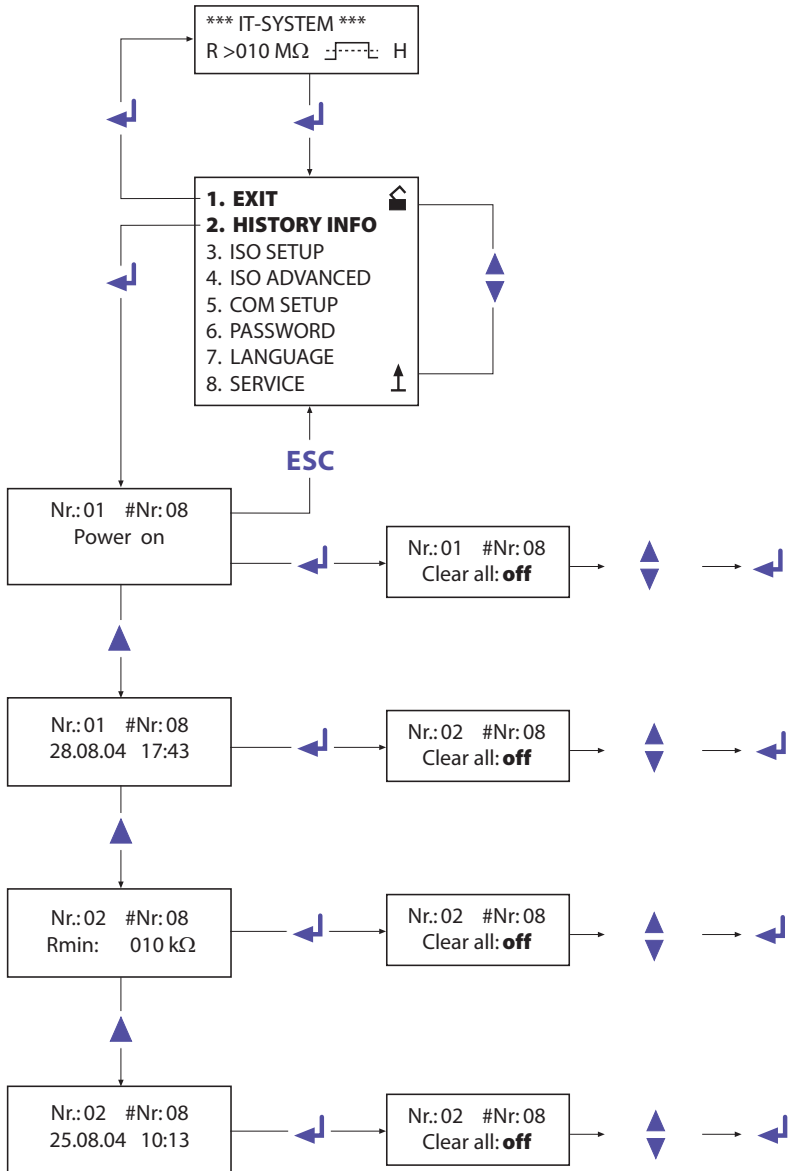 *** IT-SYSTEM ***
R >010 MΩ H
1. EXIT
2. HISTORY INFO
3. ISO SETUP
4. ISO ADVANCED
5. COM SETUP
6. PASSWORD
7. LANGUAGE
8. SERVICE
ESC
Nr.:01 #Nr:08
Power on
Nr.:01 #Nr:08
Clear all: off
Nr.:01 #Nr:08
28.08.04 17:43
Nr.:02 #Nr:08
Clear all: off
Nr.:02 #Nr:08
Rmin: 010 kΩ
Nr.:02 #Nr:08
Clear all: off
Nr.:02 #Nr:08
25.08.04 10:13
Nr.:02 #Nr:08
Clear all: off